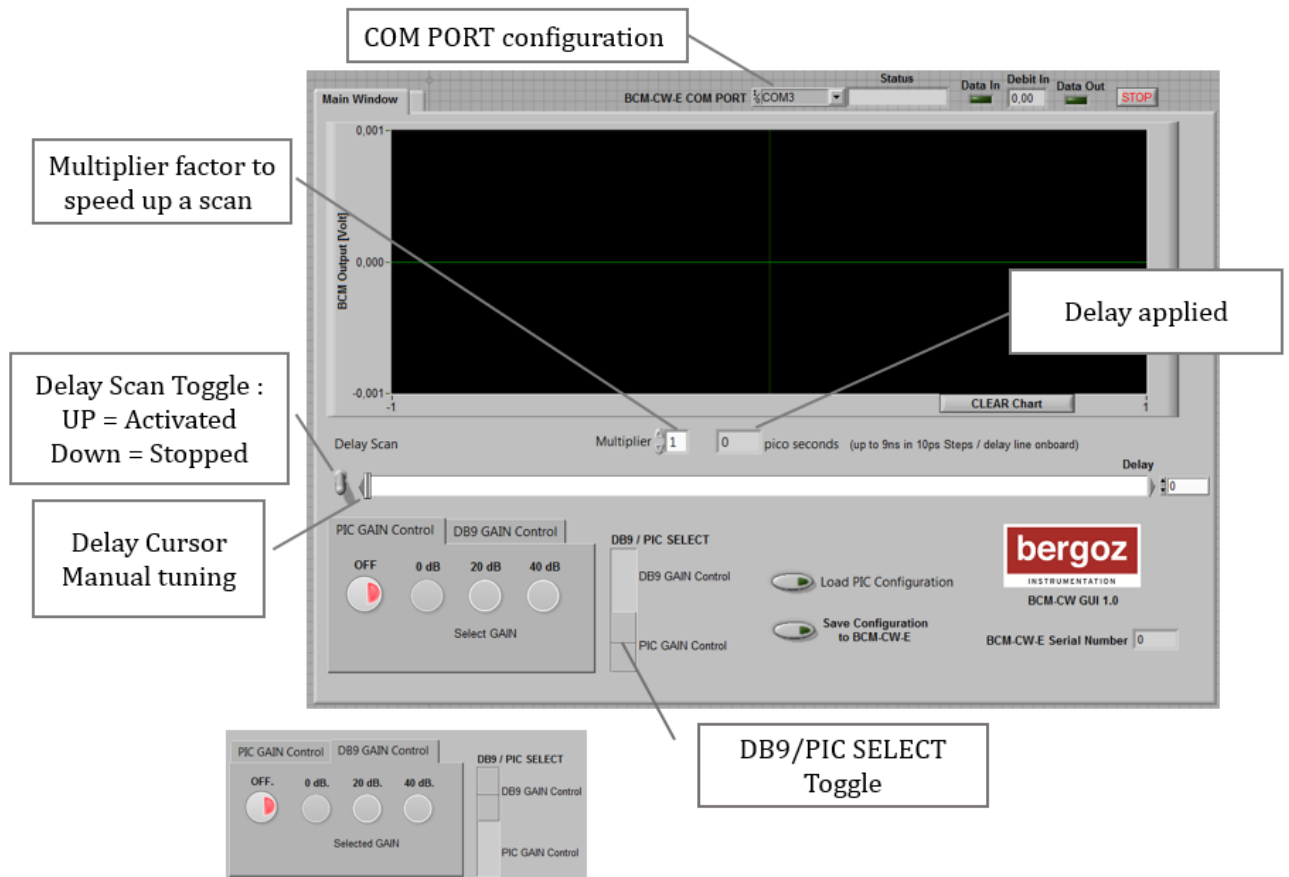 COM PORT configuration
Main Window
BCM-CW-E COM PORT
COM3
Status
Data In
Debit In
0,00
Data Out
STOP
Multiplier factor to
speed up a scan
0,001
0,000
-0,001
BCM Output [Volt]
-1
1
CLEAR Chart
Delay applied
Delay Scan Toggle :
UP = Activated
Down = Stopped
Delay Scan
Multiplier
1
0
pico seconds (up to 9ns in 10ps Steps / delay line onboard)
Delay
0
Delay Cursor
Manual tuning
PIC GAIN Control
DB9 GAIN Control
OFF
0 dB
20 dB
40 dB
Select GAIN
DB9 / PIC SELECT
DB9 GAIN Control
PIC GAIN Control
Load PIC Configuration
Save Configuration
to BCM-CW-E
bergoz
INSTRUMENTATION
BCM-CW GUI 1.0
BCM-CW-E Serial Number
0
DB9/PIC SELECT
Toggle
PIC GAIN Control
DB9 GAIN Control
OFF.
0 dB.
20 dB.
40 dB.
Selected GAIN
DB9 / PIC SELECT
DB9 GAIN Control
PIC GAIN Control